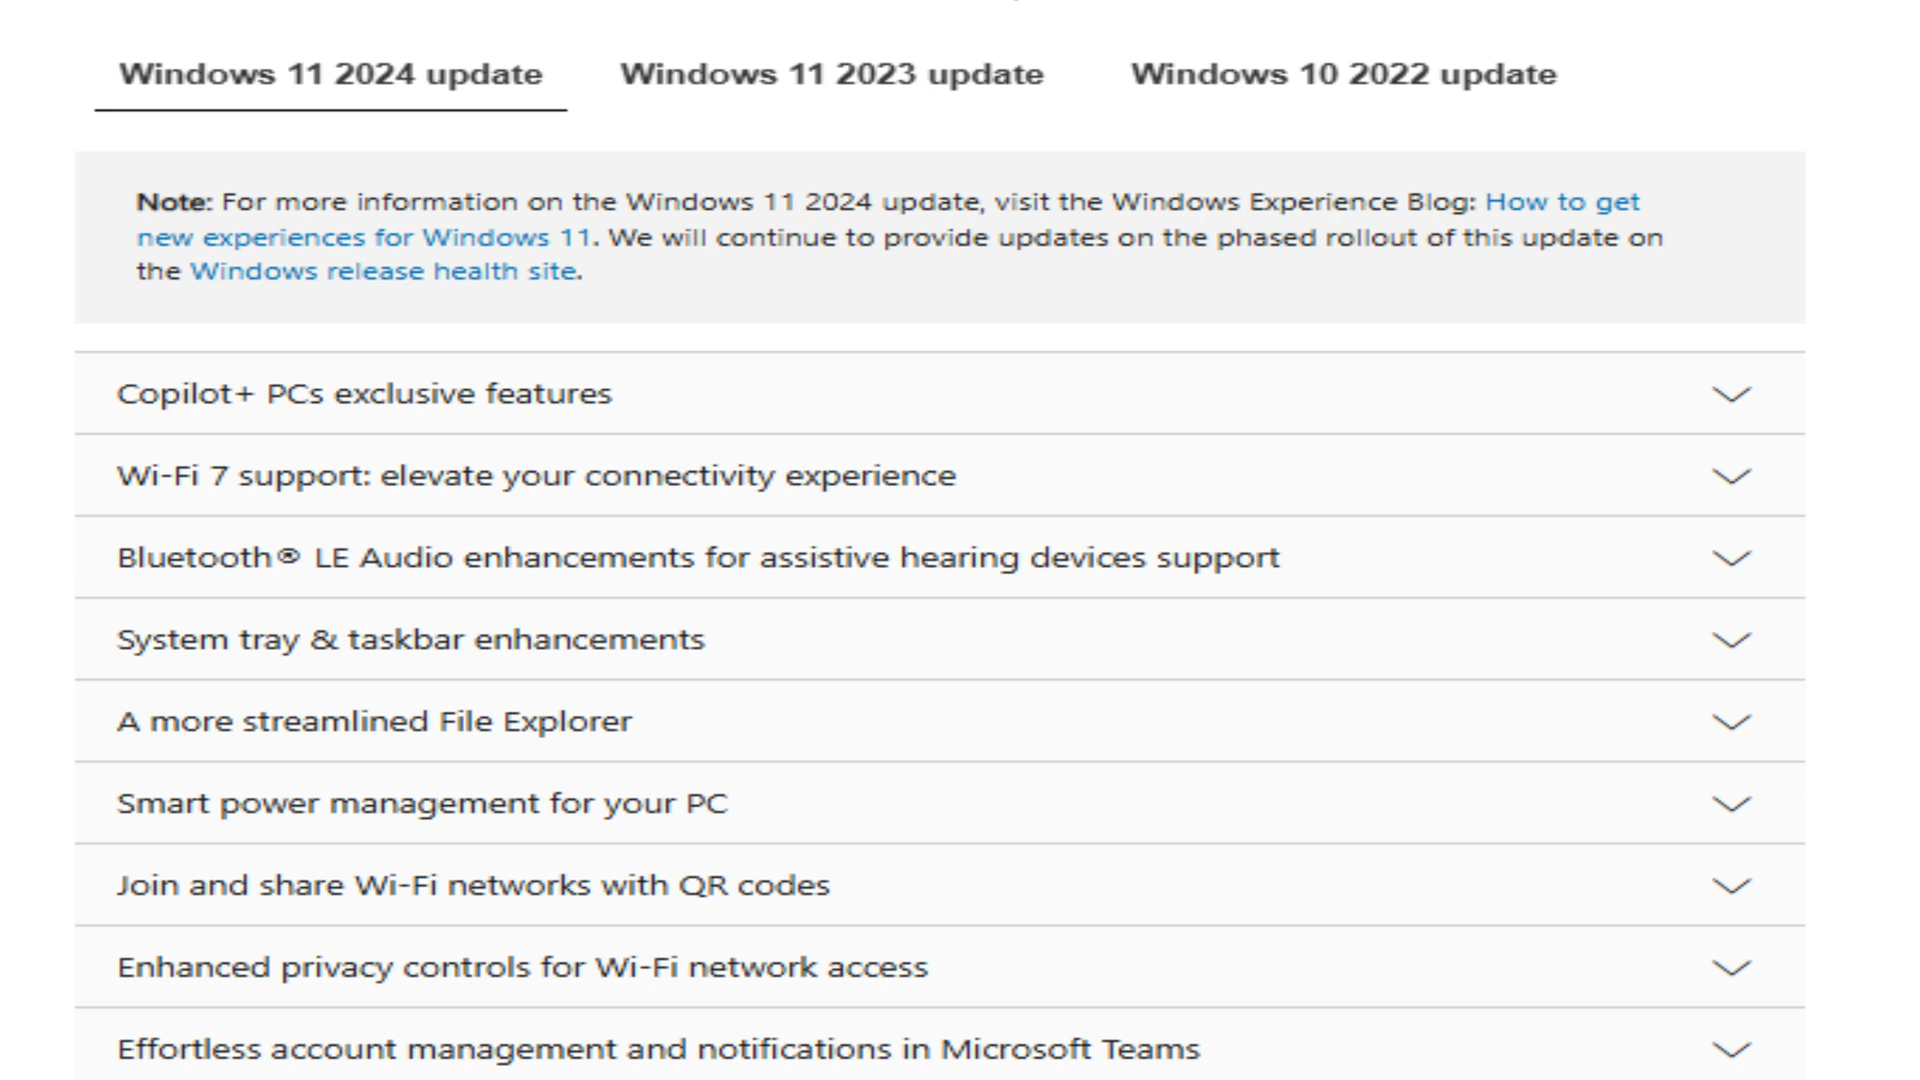 Windows 11 2024 update
Windows 11 2023 update
Windows 10 2022 update
Note: For more information on the Windows 11 2024 update, visit the Windows Experience Blog: How to get
new experiences for Windows 11. We will continue to provide updates on the phased rollout of this update on
the Windows release health site.
Copilot+ PCs exclusive features
Wi-Fi 7 support: elevate your connectivity experience
Bluetooth® LE Audio enhancements for assistive hearing devices support
System tray & taskbar enhancements
A more streamlined File Explorer
Smart power management for your PC
Join and share Wi-Fi networks with QR codes
Enhanced privacy controls for Wi-Fi network access
Effortless account management and notifications in Microsoft Teams